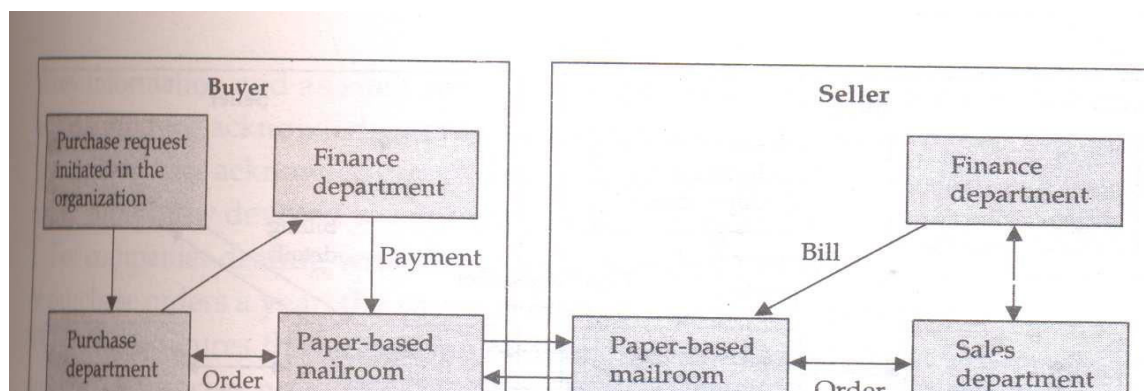 Buyer
Seller
Purchase request
initiated in the
organization
Finance
department
Finance
department
Payment
Bill
Purchase
department
Order
Paper-based
mailroom
Paper-based
mailroom
Order
Sales
department